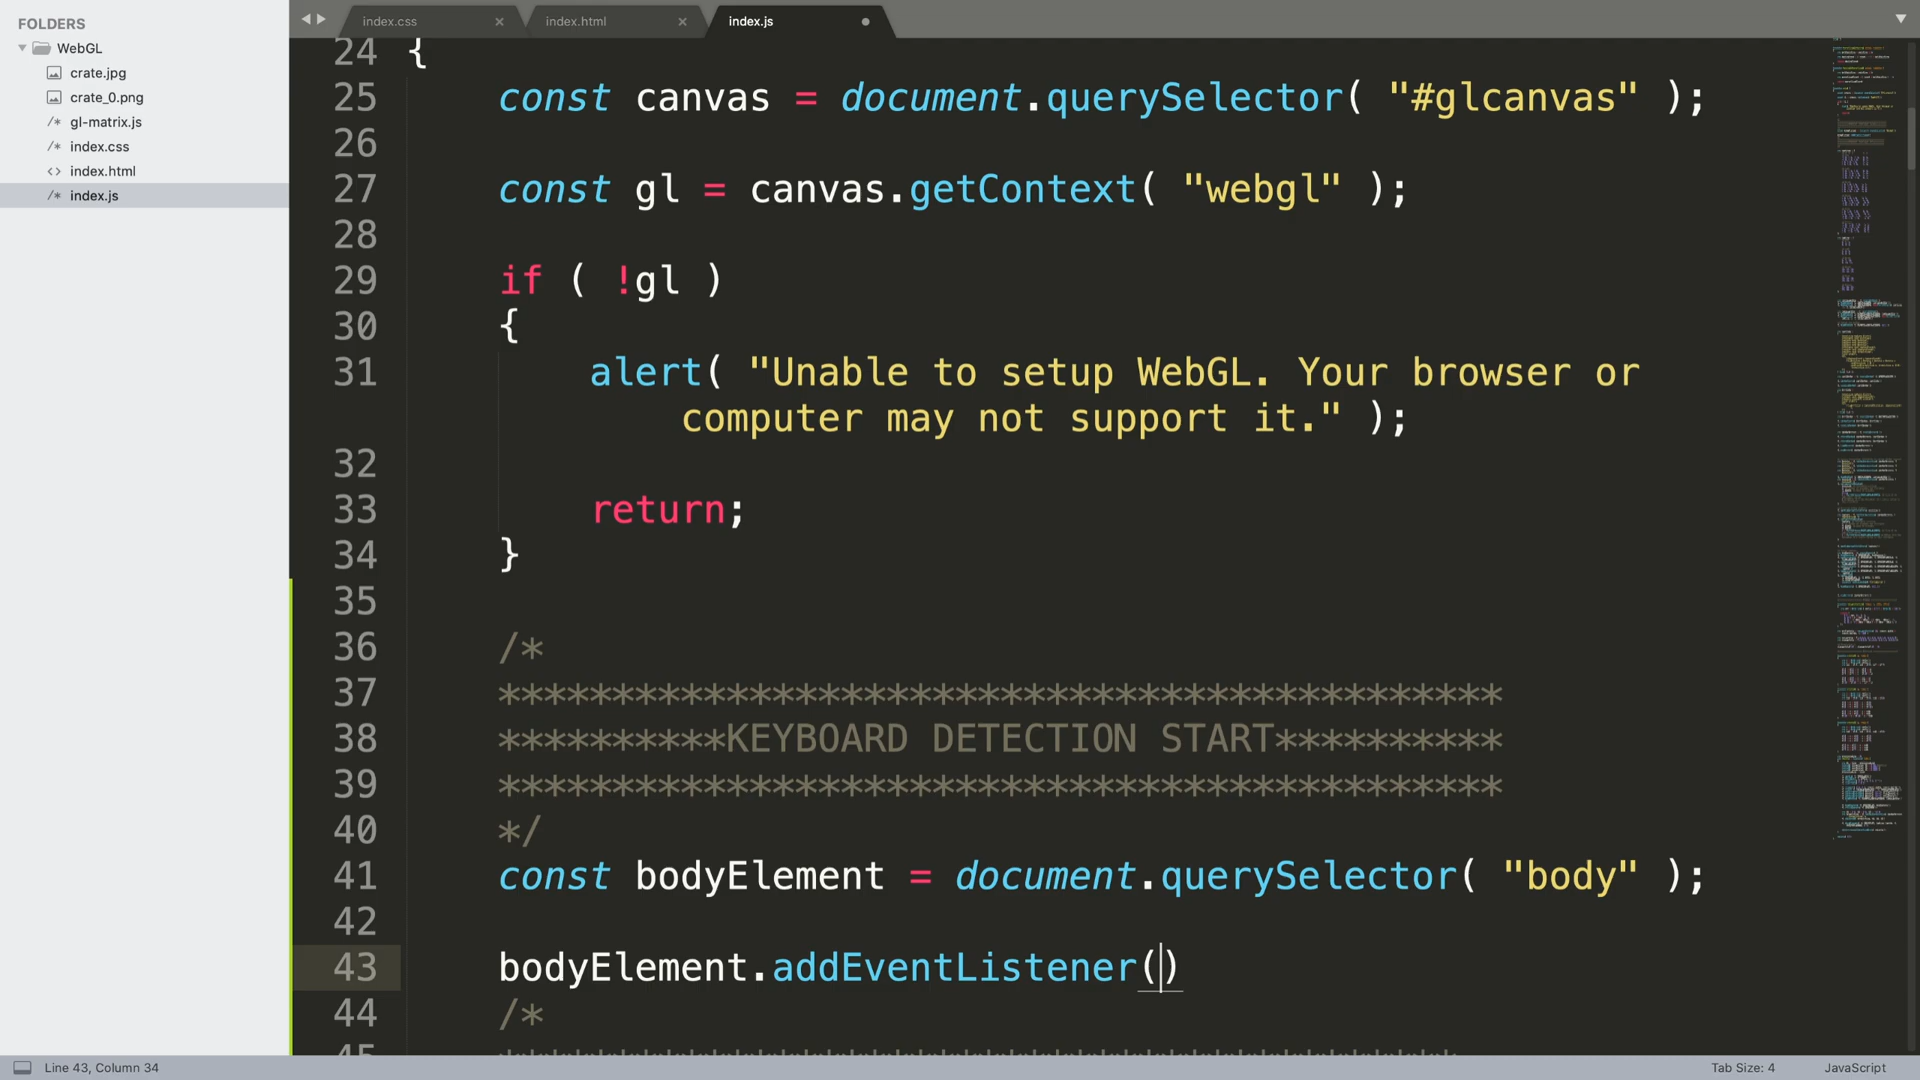 FOLDERS
WebGL
crate.jpg
crate_0.png
/* gl-matrix.js
/* index.css
<> index.html
/* index.js
index.css
index.html
index.js
24 {
25 const canvas = document.querySelector( "#glcanvas" );
26
27 const gl = canvas.getContext( "webgl" );
28
29 if ( !gl )
30 {
31 alert( "Unable to setup WebGL. Your browser or
computer may not support it." );
32
33 return;
34 }
35
36 /*
37 ********************************************
38 **********KEYBOARD DETECTION START**********
39 ********************************************
40 */
41 const bodyElement = document.querySelector( "body" );
42
43 bodyElement.addEventListener()
44 /*
Line 43, Column 34
Tab Size: 4
JavaScript